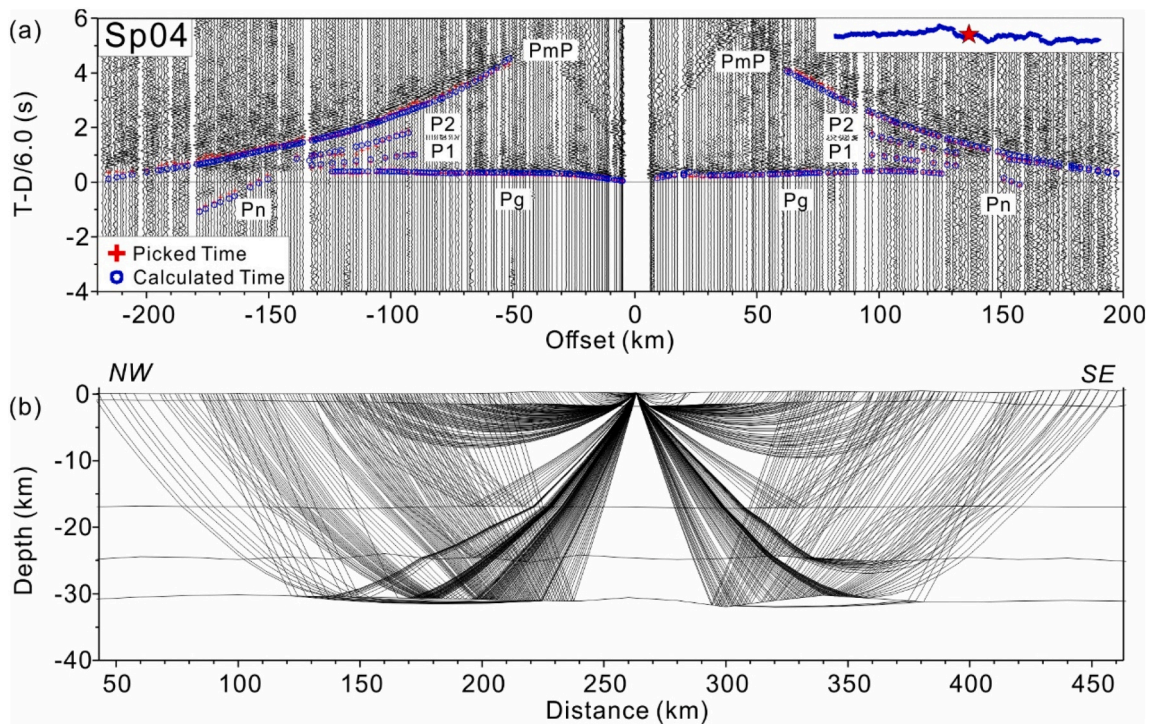 (a)
Sp04
T-D/6.0 (s)
6
4
2
0
-2
-4
PmP
PmP
P2
P1
P2
P1
Pn
Pg
Pg
Pn
Picked Time
Calculated Time
-200 -150 -100 -50 0 50 100 150 200
Offset (km)
NW SE
(b)
Depth (km)
0
-10
-20
-30
-40
50 100 150 200 250 300 350 400 450
Distance (km)